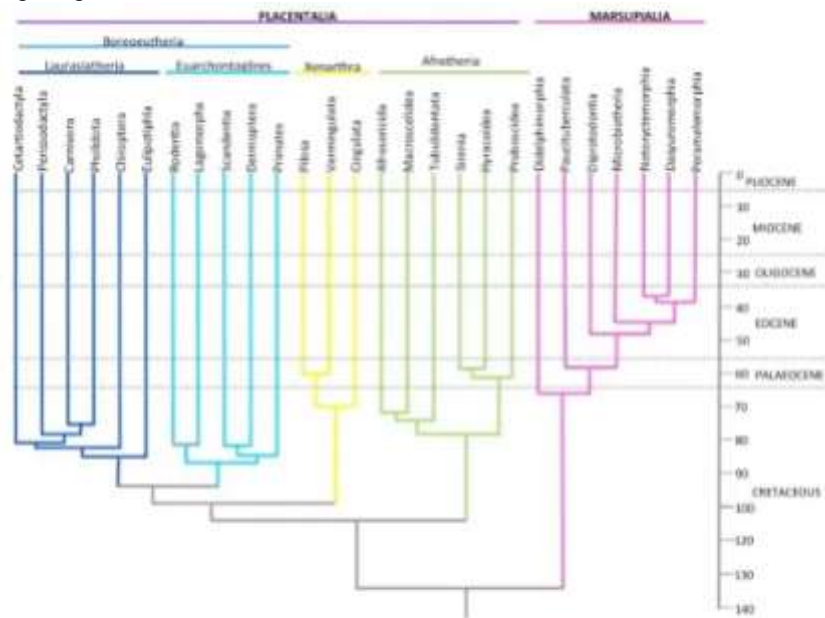 PLACENTALIA
MARSUPIALIA
Boreoeutheria
Laurasiatheria
Euarchontoglires
Xenarthra
Afrotheria
Cetartiodactyla
Perissodactyla
Carnivora
Pholidota
Chiroptera
Eulipotyphla
Rodentia
Lagomorpha
Scandentia
Dermoptera
Primates
Pilosa
Vermingulata
Cingulata
Afrosoricida
Macroscelidea
Tubulidentata
Sirenia
Hyracoidea
Proboscidea
Didelphimorphia
Paucituberculata
Diprotodontia
Microbiotheria
Notoryctemorphia
Dasyuromorphia
Peramelemorphia
0
PLIOCENE
10
MIOCENE
20
OLIGOCENE
30
40
EOCENE
50
60
PALAEOCENE
70
80
90
CRETACEOUS
100
120
130
140